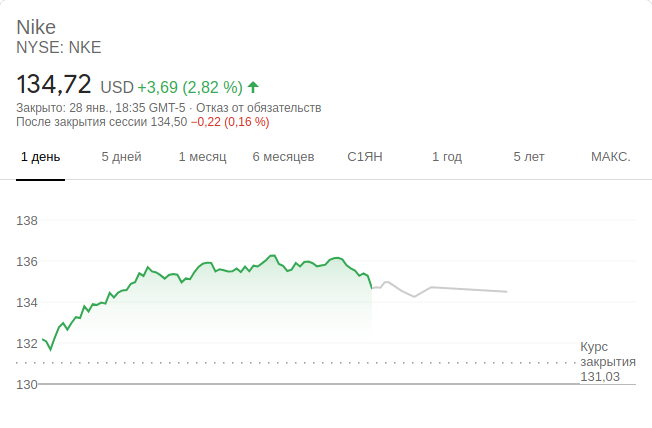 Nike
NYSE: NKE
134,72 USD +3,69 (2,82 %)
Закрыто: 28 янв., 18:35 GMT-5 · Отказ от обязательств
После закрытия сессии 134,50 −0,22 (0,16 %)
1 день 5 дней 1 месяц 6 месяцев С1ЯН 1 год 5 лет МАКС.
138
136
134
132
Курс
закрытия
131,03
130